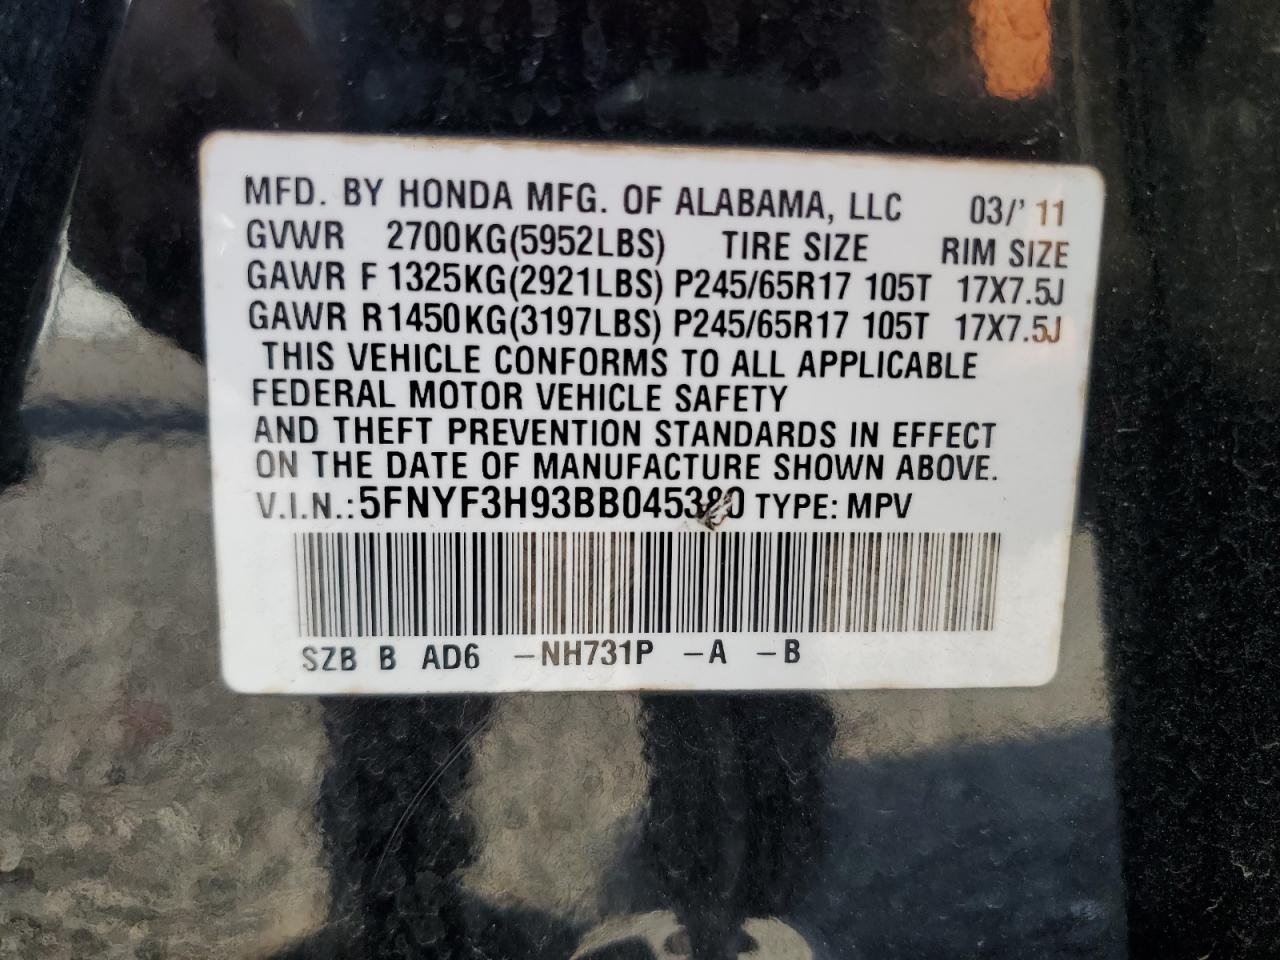 MFD. BY HONDA MFG. OF ALABAMA, LLC 03/' 11
GVWR 2700KG(5952LBS) TIRE SIZE RIM SIZE
GAWR F 1325KG(2921LBS) P245/65R17 105T 17X7.5J
GAWR R1450KG(3197LBS) P245/65R17 105T 17X7.5J
THIS VEHICLE CONFORMS TO ALL APPLICABLE
FEDERAL MOTOR VEHICLE SAFETY
AND THEFT PREVENTION STANDARDS IN EFFECT
ON THE DATE OF MANUFACTURE SHOWN ABOVE.
V.I.N.: 5FNYF3H93BB045380 TYPE: MPV
SZB B AD6 -NH731P -A -B